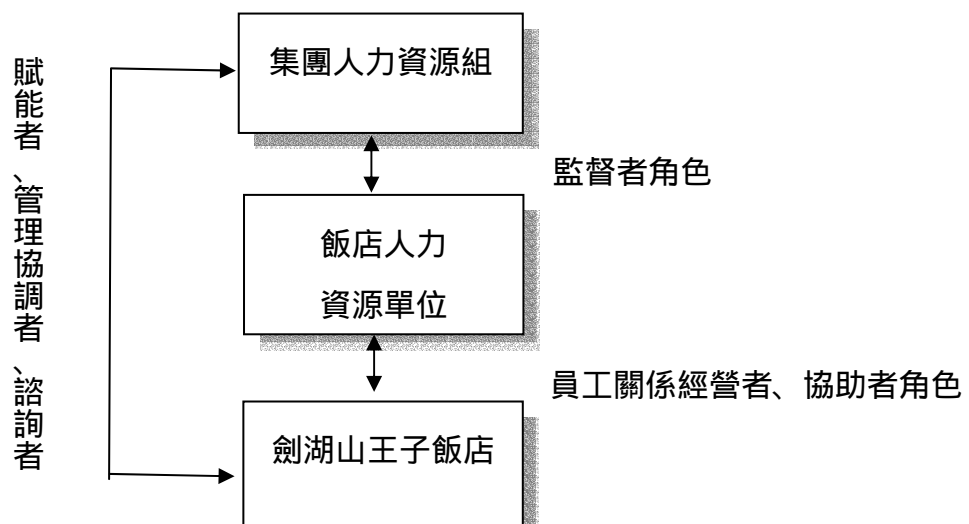 集團人力資源組
賦能者、管理協調者、諮詢者
監督者角色
飯店人力
資源單位
員工關係經營者、協助者角色
劍湖山王子飯店